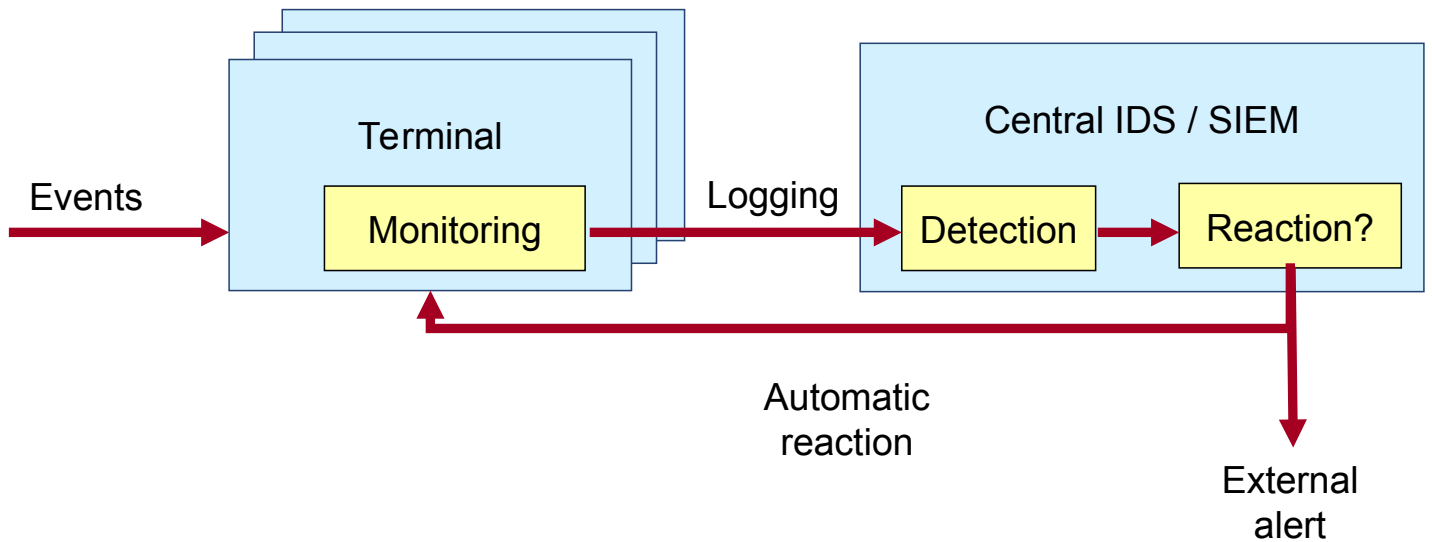 Terminal
Central IDS / SIEM
Events
Monitoring
Logging
Detection
Reaction?
Automatic
reaction
External
alert